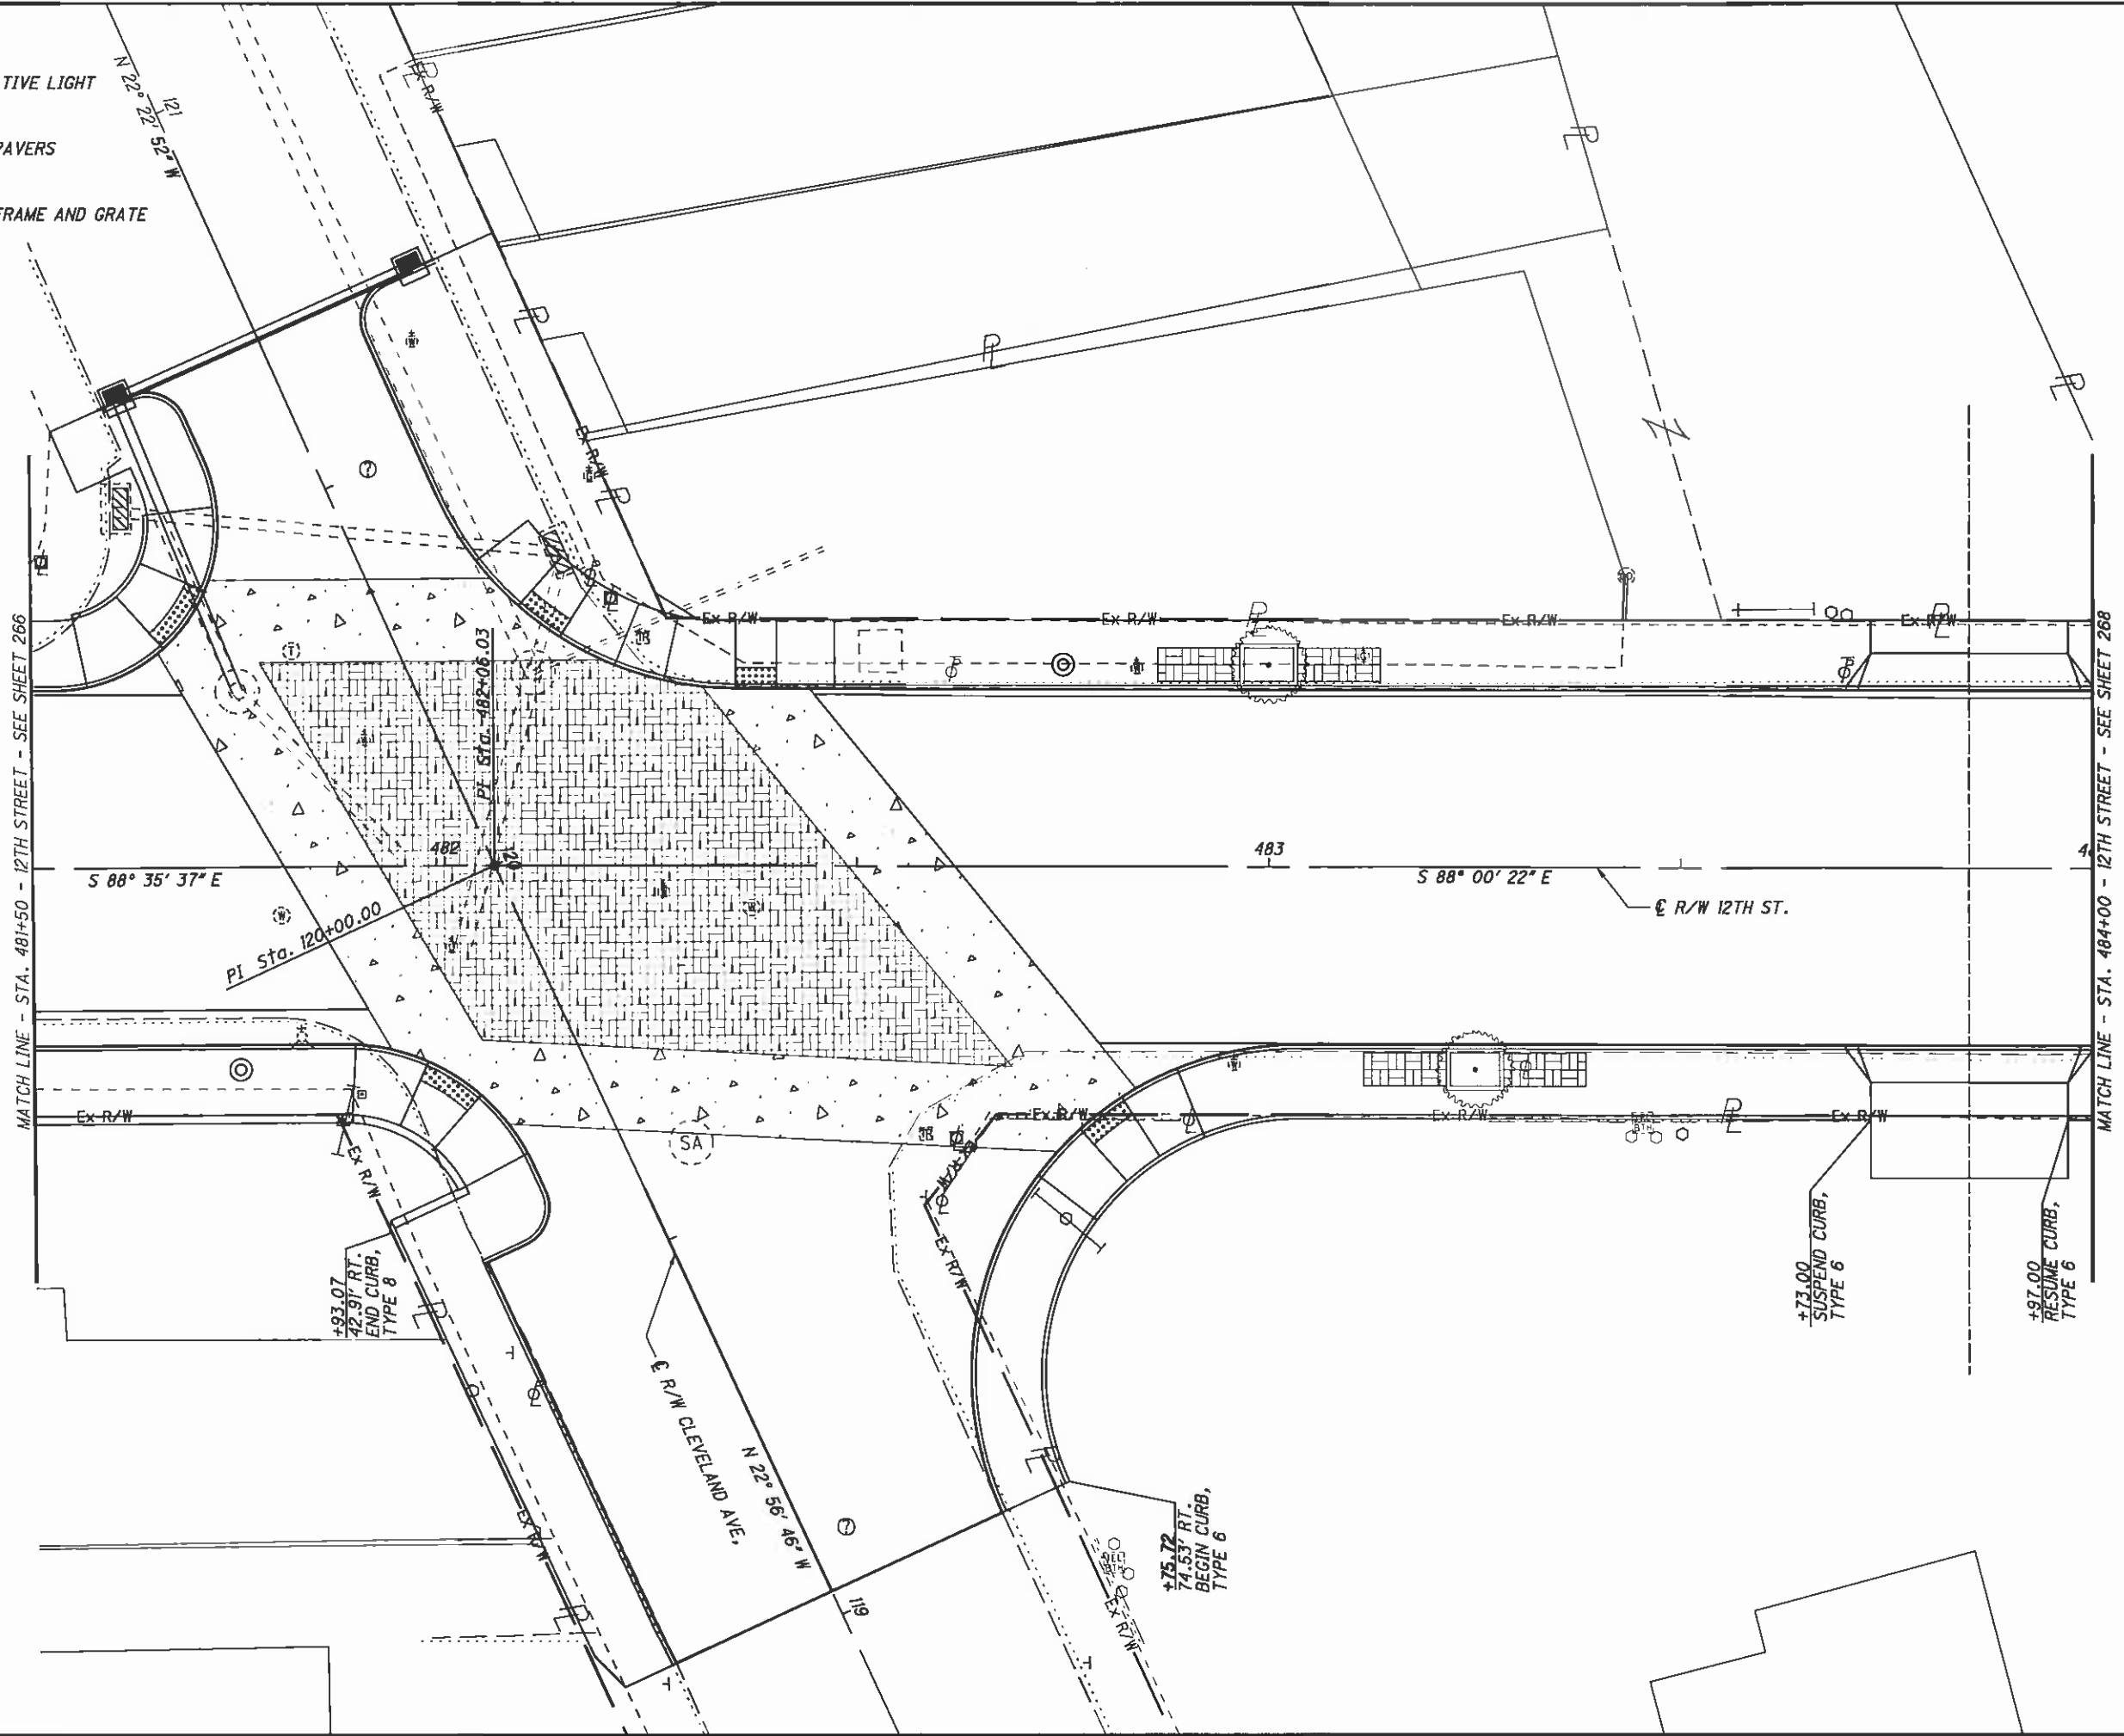 TIVE LIGHT
PAVERS
FRAME AND GRATE
N 22° 22' 52" W
121
Ex R/W
P
L
P
L
P
L
P
L
P
L
R/W
P
L
?
Z
MATCH LINE - STA. 481+50 - 12TH STREET - SEE SHEET 266
MATCH LINE - STA. 484+00 - 12TH STREET - SEE SHEET 268
Ex R/W
Ex R/W
Ex R/W
Ex R/W
P
L
P
L
T
PI Sta. 482+06.03
482
120
483
S 88° 35' 37" E
S 88° 00' 22" E
W
PI Sta. 120+00.00
℄ R/W 12TH ST.
Ex R/W
Ex R/W
Ex R/W
Ex R/W
P
L
SA
Ex R/W
R/W
Ex R/W
+93.07
42.91' RT.
END CURB,
TYPE 8
+73.00
SUSPEND CURB,
TYPE 6
+97.00
RESUME CURB,
TYPE 6
P
L
℄ R/W CLEVELAND AVE,
N 22° 56' 46" W
P
L
?
+75.72
74.53' RT.
BEGIN CURB,
TYPE 6
Ex R/W
P
L
119
Ex R/W